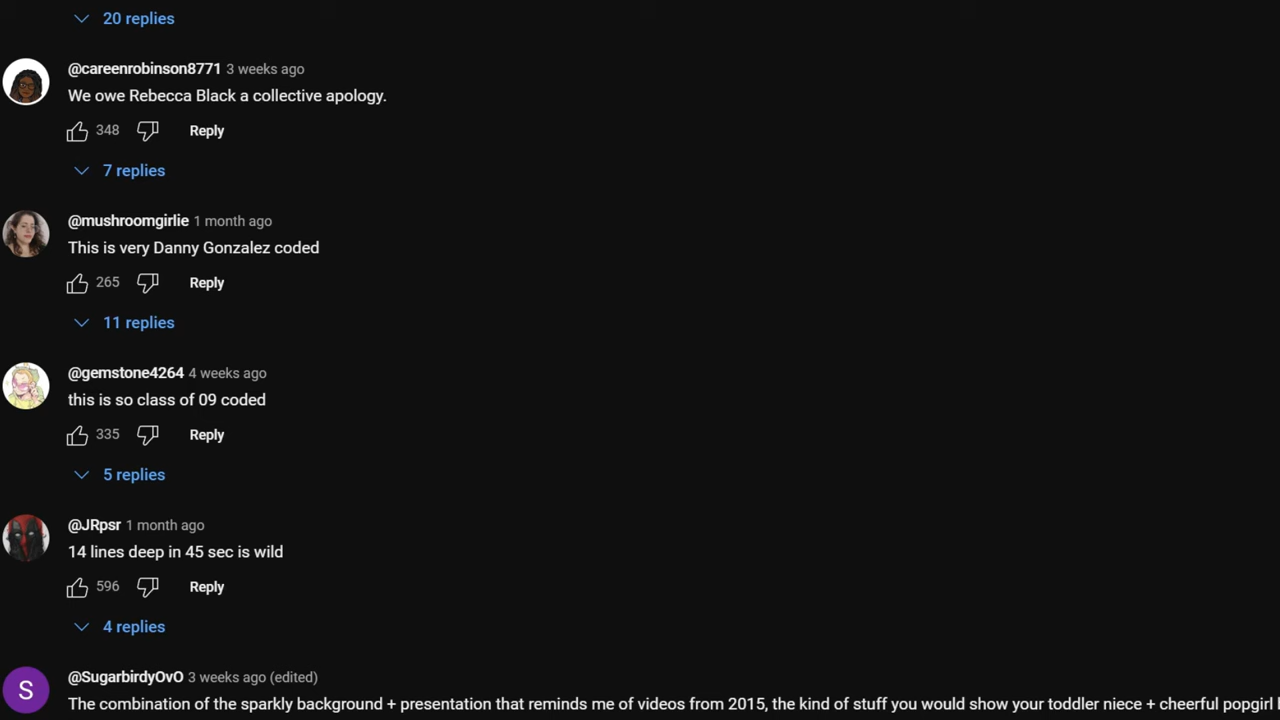 20 replies
@careenrobinson8771 3 weeks ago
We owe Rebecca Black a collective apology.
348 Reply
7 replies
@mushroomgirlie 1 month ago
This is very Danny Gonzalez coded
265 Reply
11 replies
@gemstone4264 4 weeks ago
this is so class of 09 coded
335 Reply
5 replies
@JRpsr 1 month ago
14 lines deep in 45 sec is wild
596 Reply
4 replies
S
@SugarbirdyOvO 3 weeks ago (edited)
The combination of the sparkly background + presentation that reminds me of videos from 2015, the kind of stuff you would show your toddler niece + cheerful popgirl